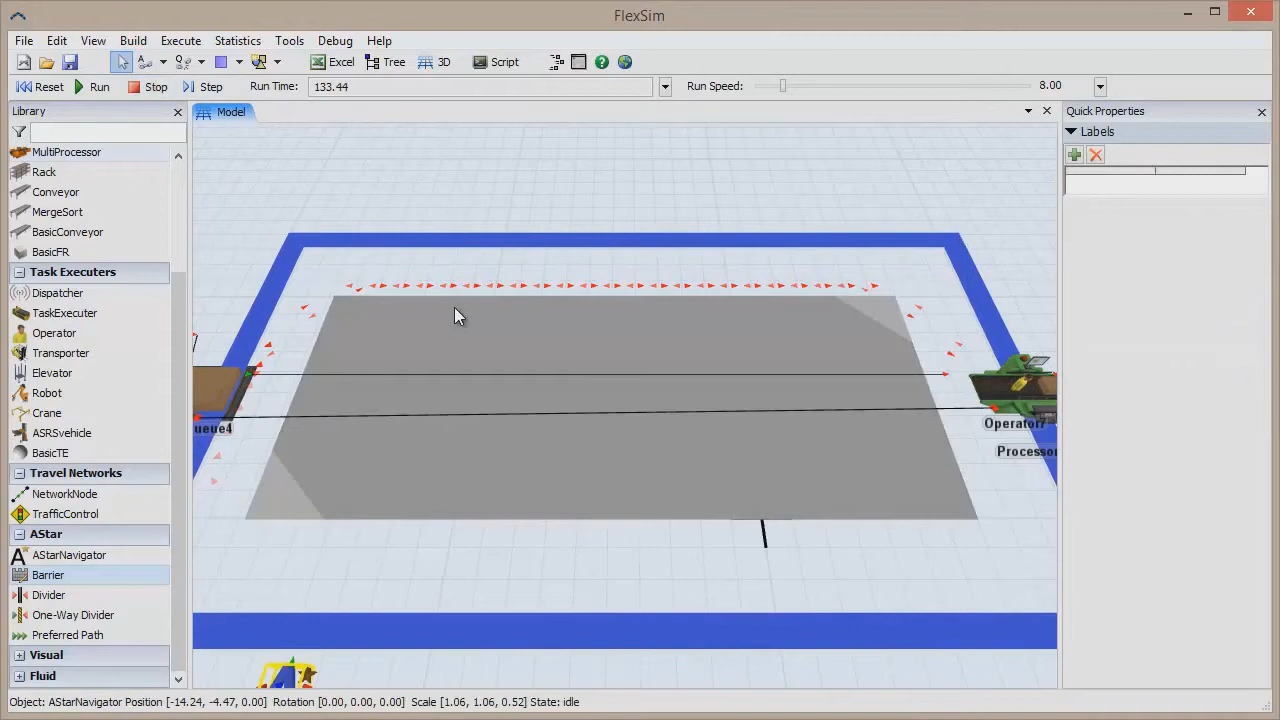 FlexSim
File Edit View Build Execute Statistics Tools Debug Help
Excel Tree 3D Script
Reset Run Stop Step Run Time: 133.44 Run Speed: 8.00
Library
Model
Quick Properties
Labels
MultiProcessor
Rack
Conveyor
MergeSort
BasicConveyor
BasicFR
Task Executers
Dispatcher
TaskExecuter
Operator
Transporter
Elevator
Robot
Crane
ASRSvehicle
BasicTE
Travel Networks
NetworkNode
TrafficControl
AStar
AStarNavigator
Barrier
Divider
One-Way Divider
Preferred Path
Visual
Fluid
ueue4
Operator7
Processor
Object: AStarNavigator Position [-14.24, -4.47, 0.00] Rotation [0.00, 0.00, 0.00] Scale [1.06, 1.06, 0.52] State: idle